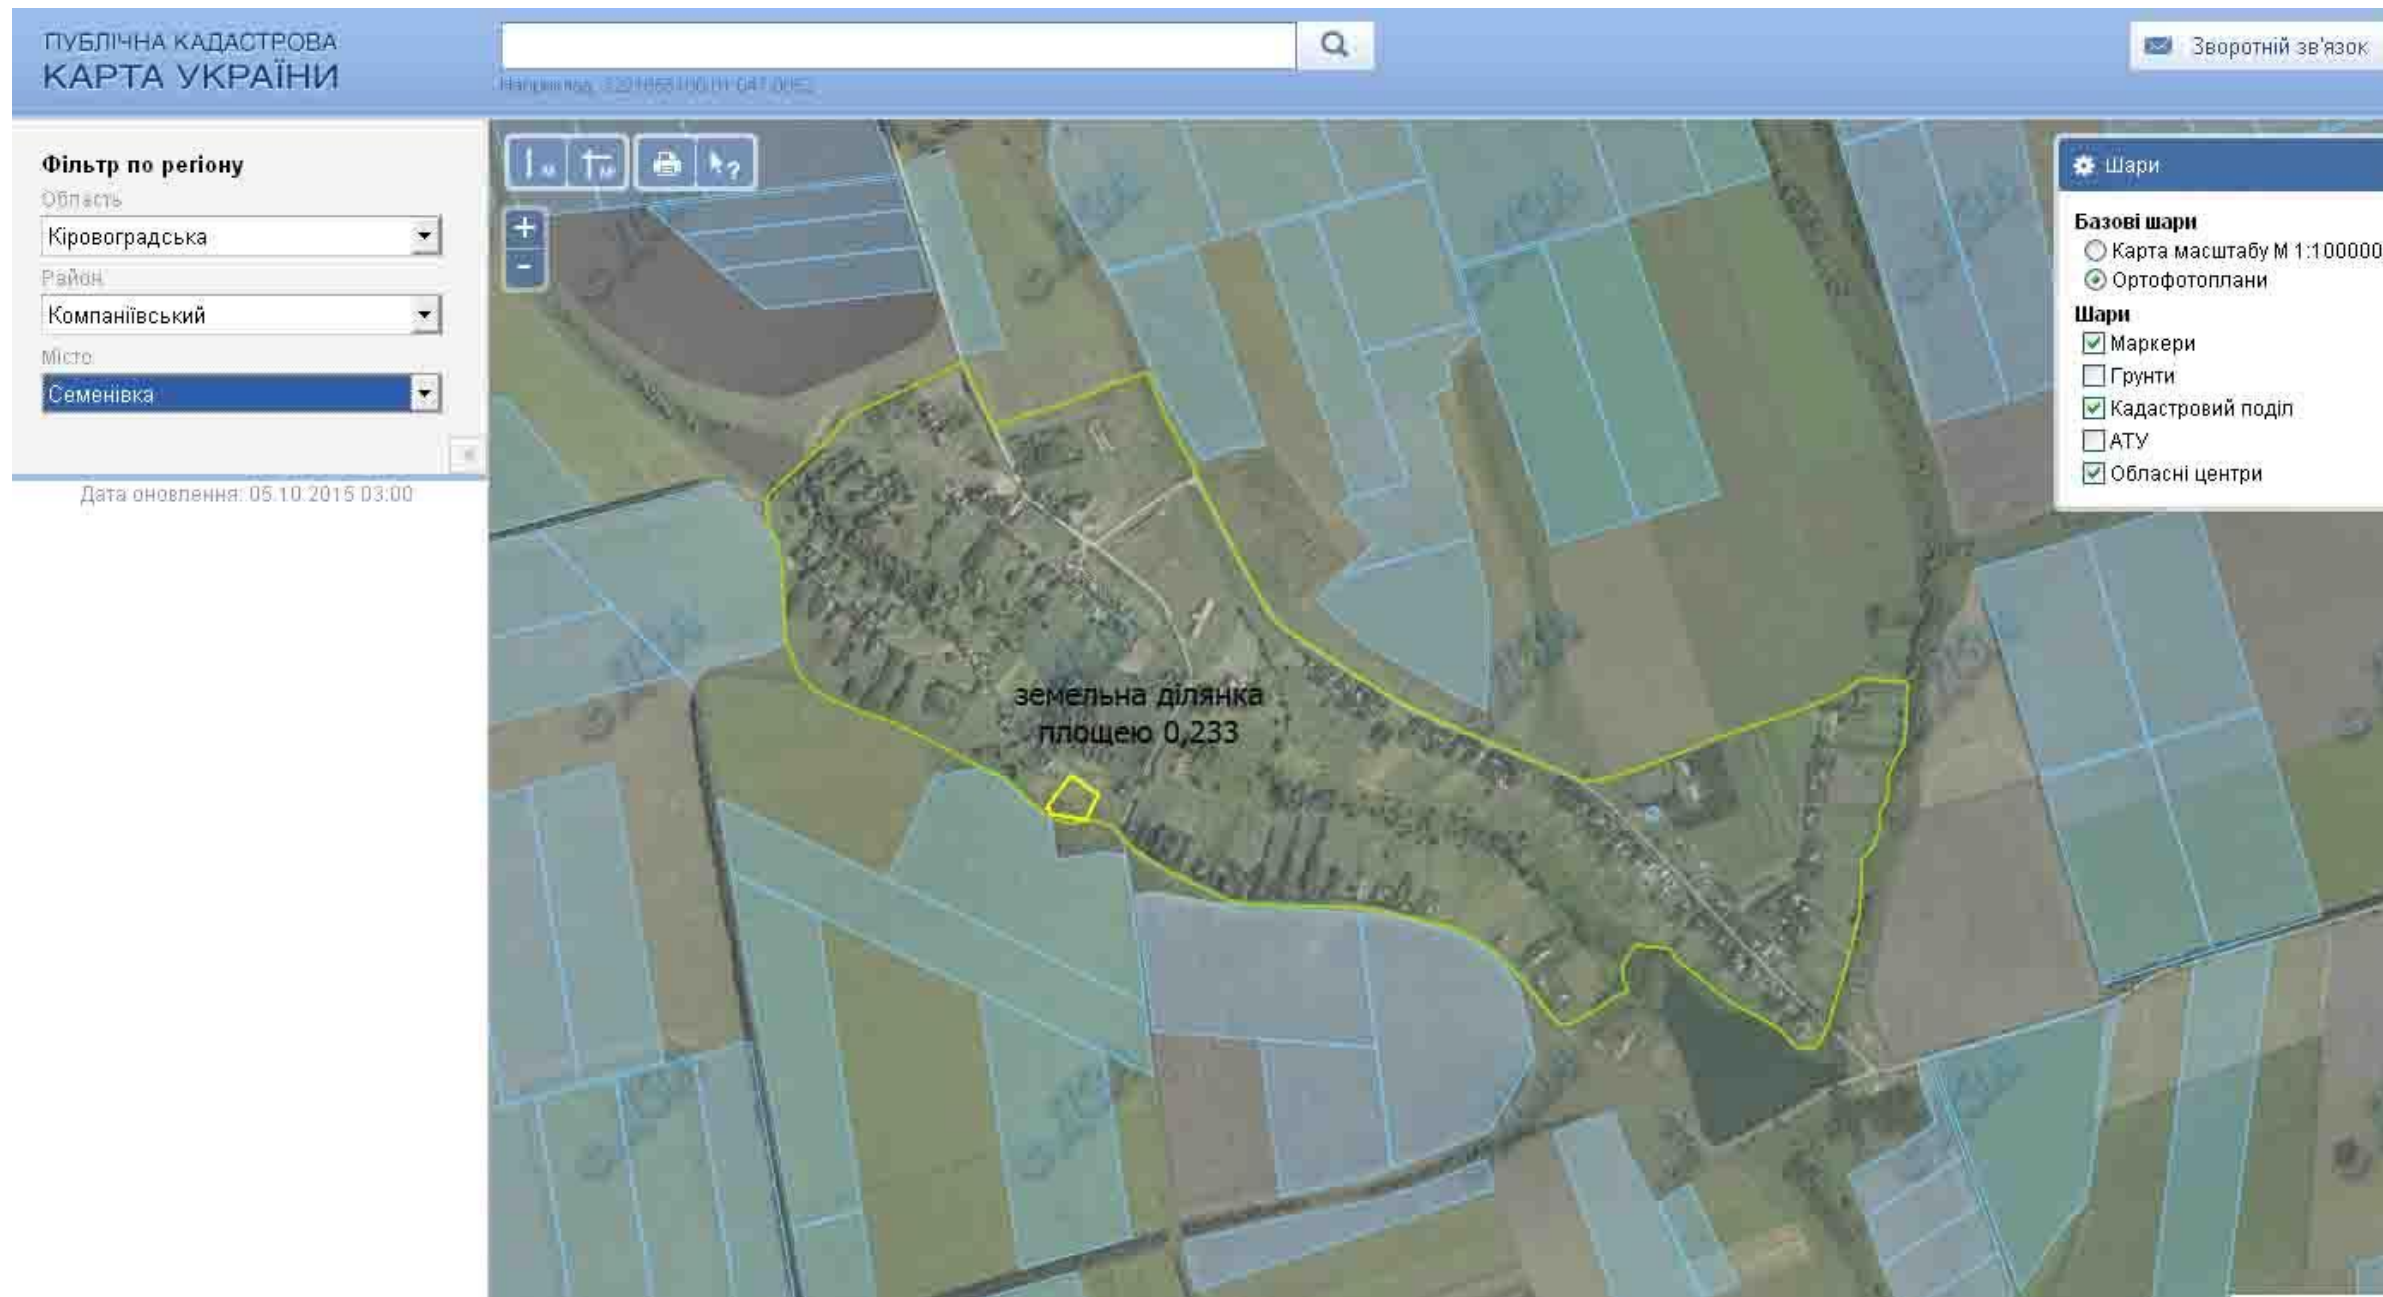 ПУБЛІЧНА КАДАСТРОВА
КАРТА УКРАЇНИ
Зворотній зв'язок
Фільтр по регіону
Область
Кіровоградська
Район
Компаніївський
Місто
Семенівка
Дата оновлення: 05.10.2015 03:00
Шари
Базові шари
Карта масштабу М 1:100000
Ортофотоплани
Шари
Маркери
Грунти
Кадастровий поділ
АТУ
Обласні центри
земельна ділянка
площею 0,233